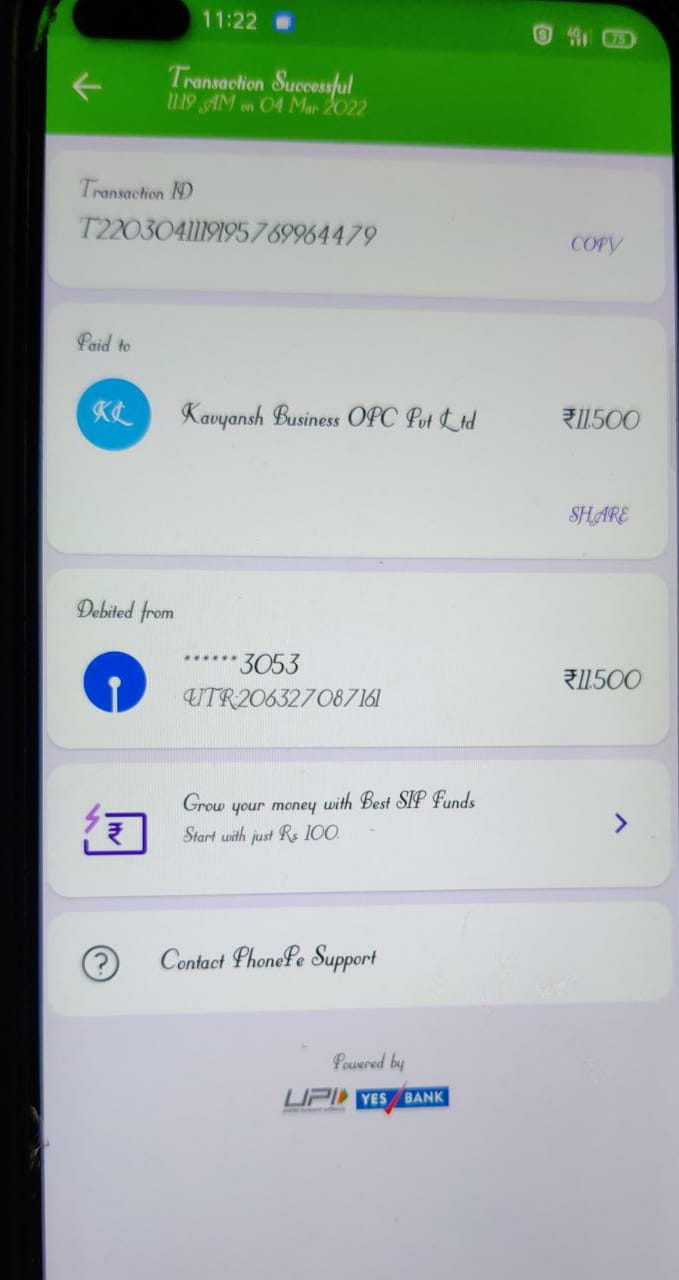 11:22
4G
75
Transaction Successful
11:19 AM on 04 Mar 2022
Transaction ID
T2203041119195769964479
COPY
Paid to
KL
Kavyansh Business OPC Pvt Ltd
₹11,500
SHARE
Debited from
******3053
₹11,500
UTR:206327087161
Grow your money with Best SIP Funds
Start with just Rs 100.
Contact PhonePe Support
Powered by
UPI YES BANK